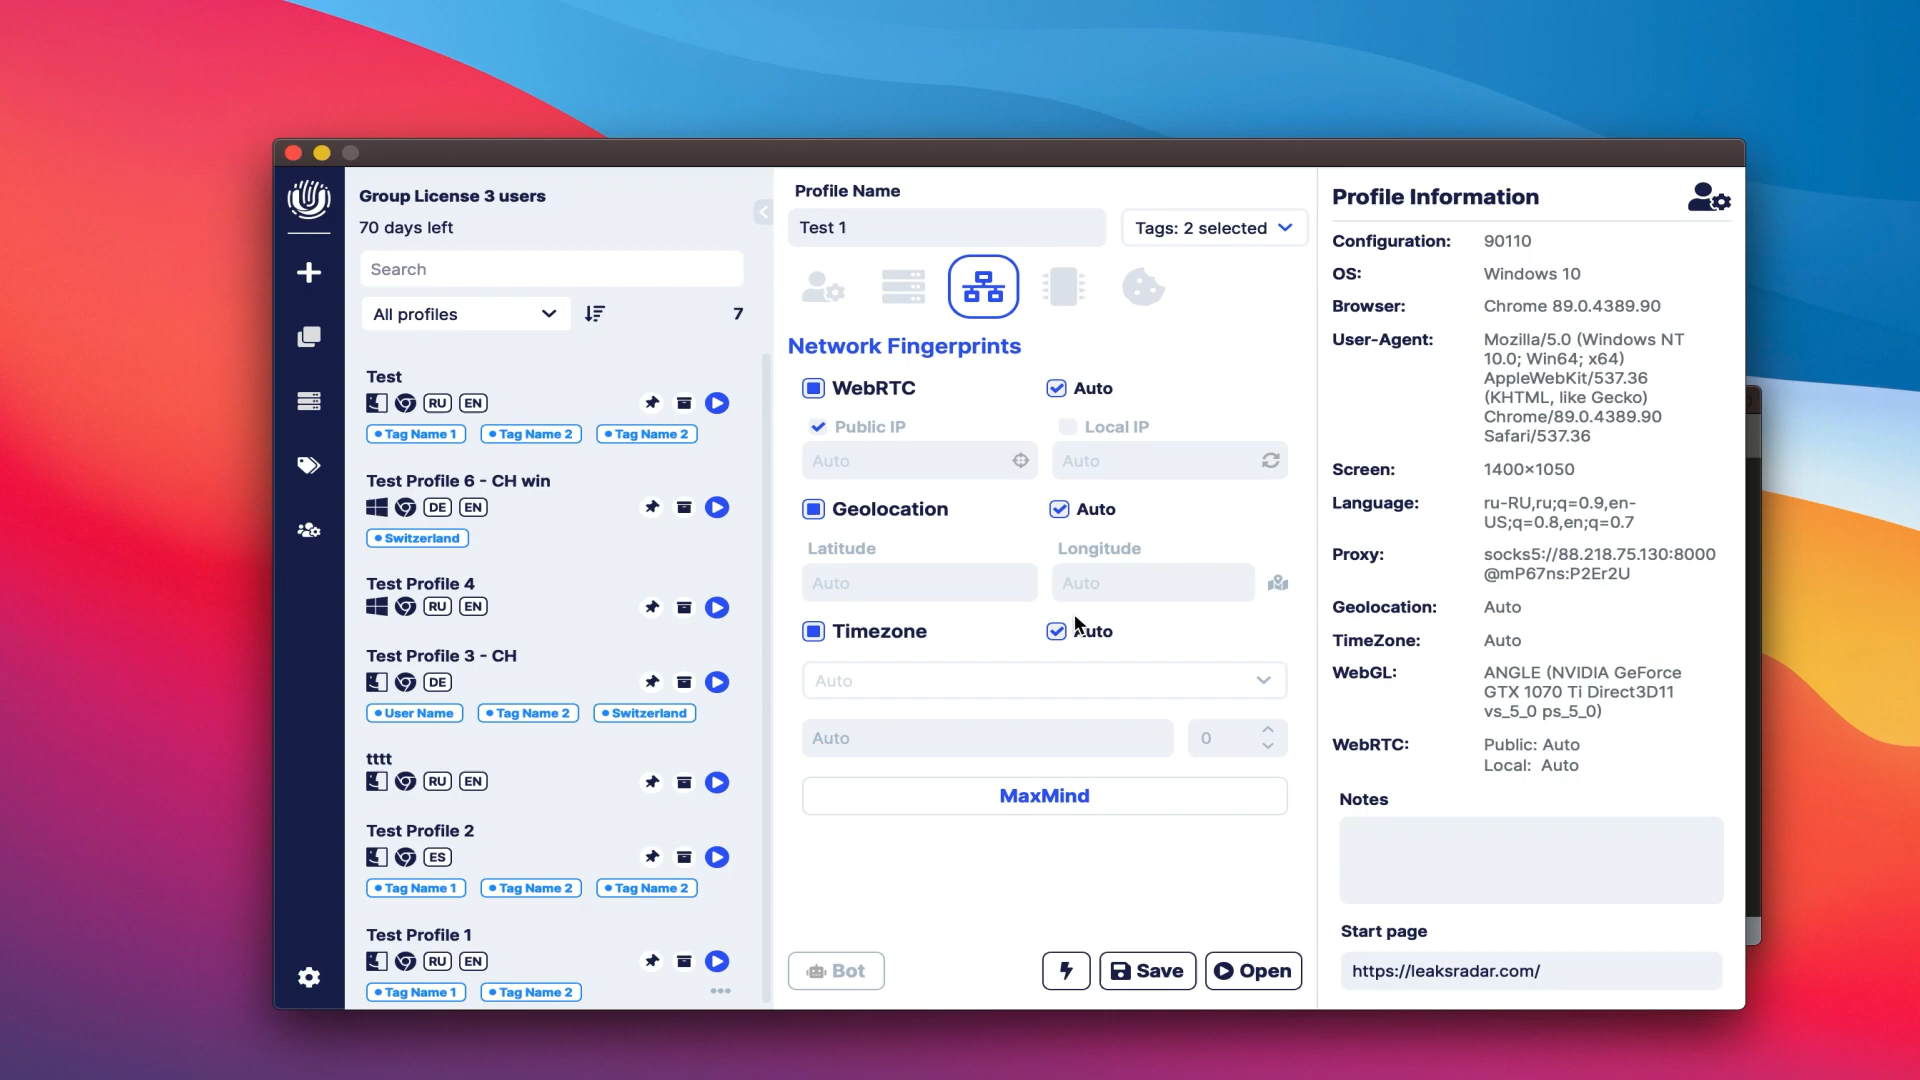 Group License 3 users
70 days left
Search
All profiles
7
Test
RU EN
Tag Name 1 Tag Name 2 Tag Name 2
Test Profile 6 - CH win
DE EN
Switzerland
Test Profile 4
RU EN
Test Profile 3 - CH
DE
User Name Tag Name 2 Switzerland
tttt
RU EN
Test Profile 2
ES
Tag Name 1 Tag Name 2 Tag Name 2
Test Profile 1
RU EN
Tag Name 1 Tag Name 2
Profile Name
Test 1
Tags: 2 selected
Network Fingerprints
WebRTC Auto
Public IP Local IP
Auto Auto
Geolocation Auto
Latitude Longitude
Auto Auto
Timezone Auto
Auto
Auto 0
MaxMind
Bot Save Open
Profile Information
Configuration: 90110
OS: Windows 10
Browser: Chrome 89.0.4389.90
User-Agent: Mozilla/5.0 (Windows NT
10.0; Win64; x64)
AppleWebKit/537.36
(KHTML, like Gecko)
Chrome/89.0.4389.90
Safari/537.36
Screen: 1400×1050
Language: ru-RU,ru;q=0.9,en-
US;q=0.8,en;q=0.7
Proxy: socks5://88.218.75.130:8000
@mP67ns:P2Er2U
Geolocation: Auto
TimeZone: Auto
WebGL: ANGLE (NVIDIA GeForce
GTX 1070 Ti Direct3D11
vs_5_0 ps_5_0)
WebRTC: Public: Auto
Local: Auto
Notes
Start page
https://leaksradar.com/